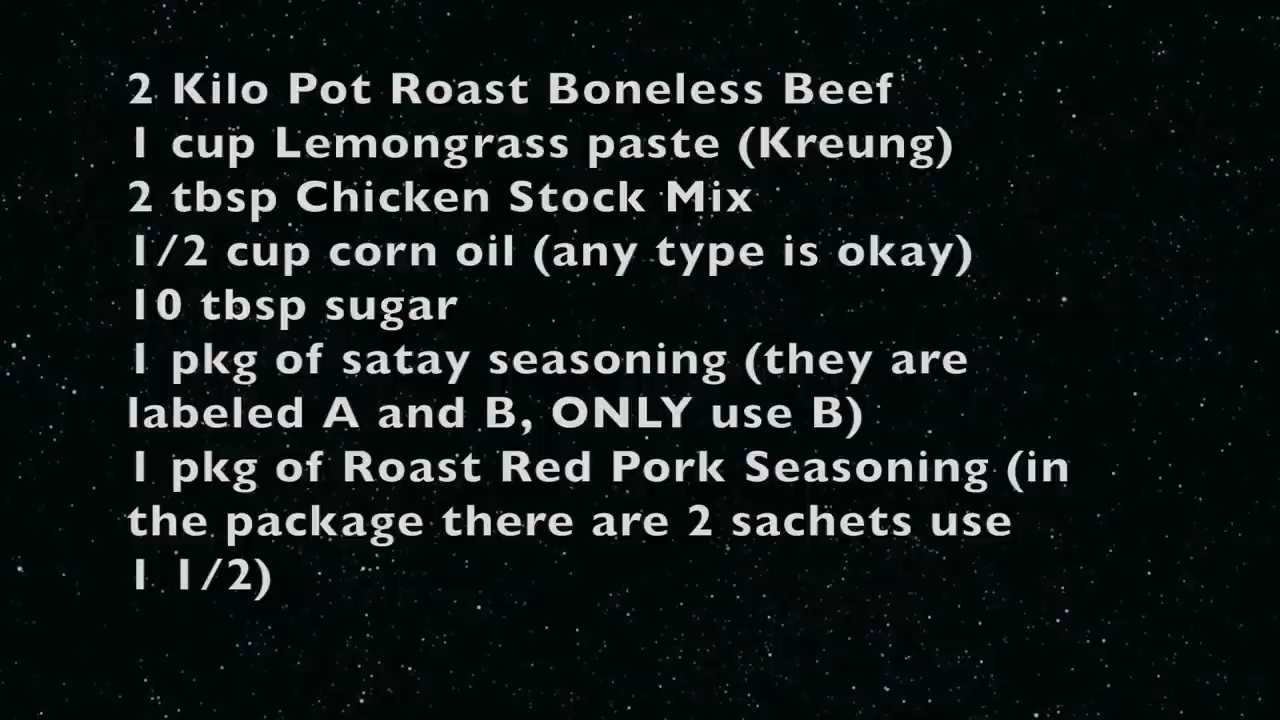 2 Kilo Pot Roast Boneless Beef
1 cup Lemongrass paste (Kreung)
2 tbsp Chicken Stock Mix
1/2 cup corn oil (any type is okay)
10 tbsp sugar
1 pkg of satay seasoning (they are
labeled A and B, ONLY use B)
1 pkg of Roast Red Pork Seasoning (in
the package there are 2 sachets use
1 1/2)